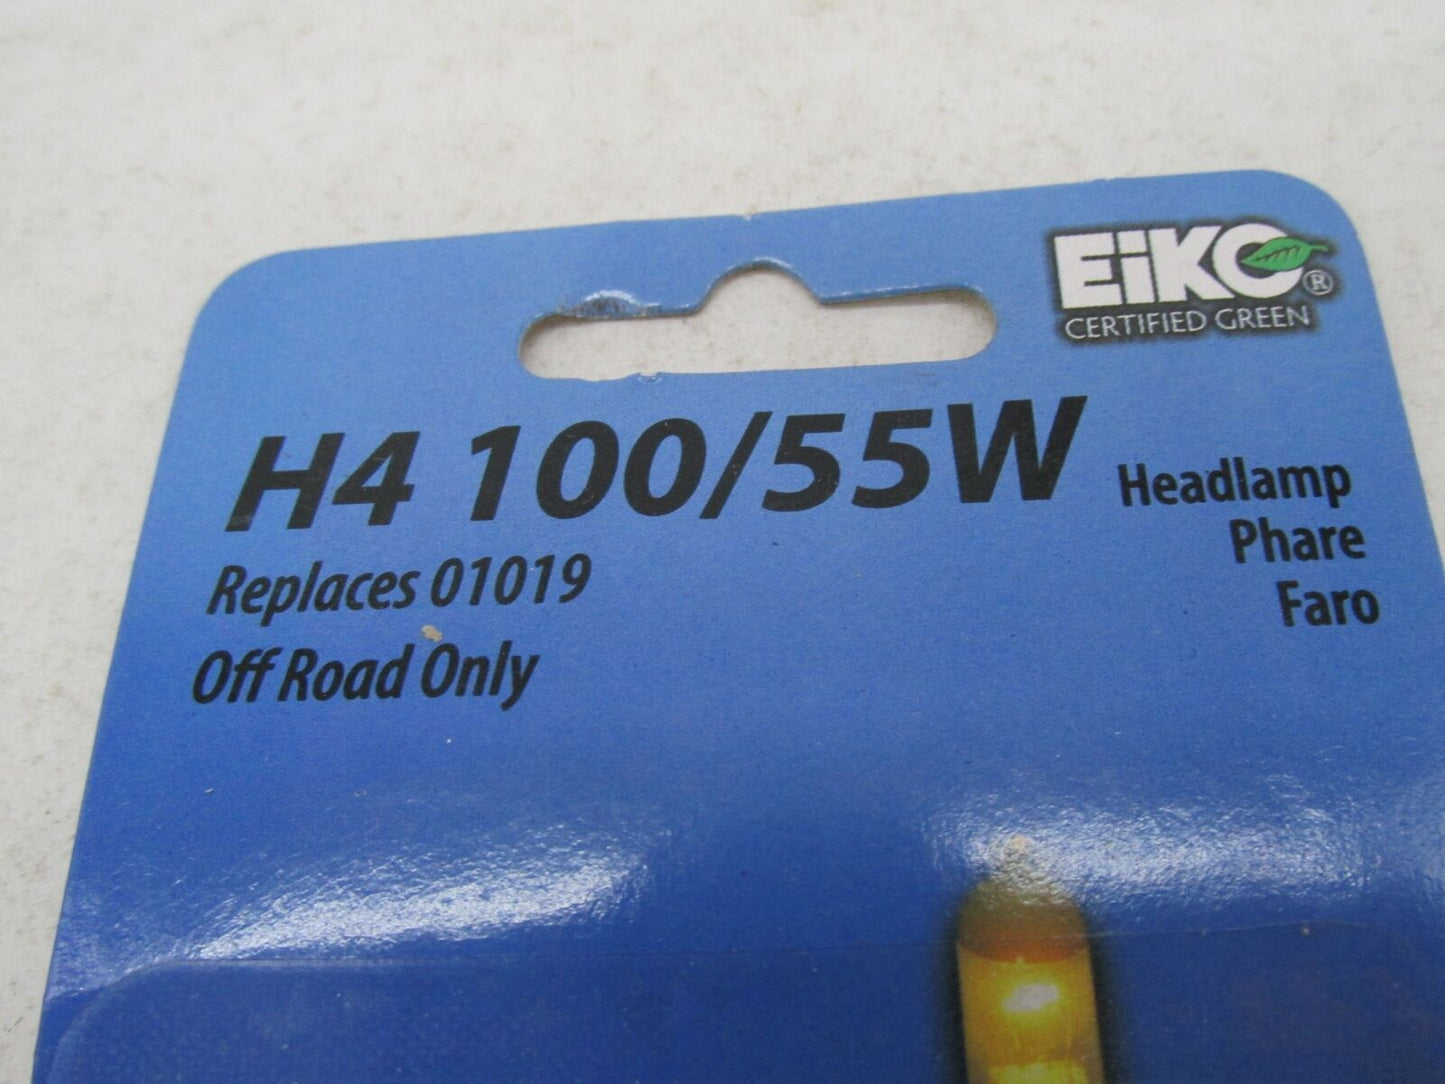 EiKO®
CERTIFIED GREEN
H4 100/55W
Headlamp
Phare
Faro
Replaces 01019
Off Road Only